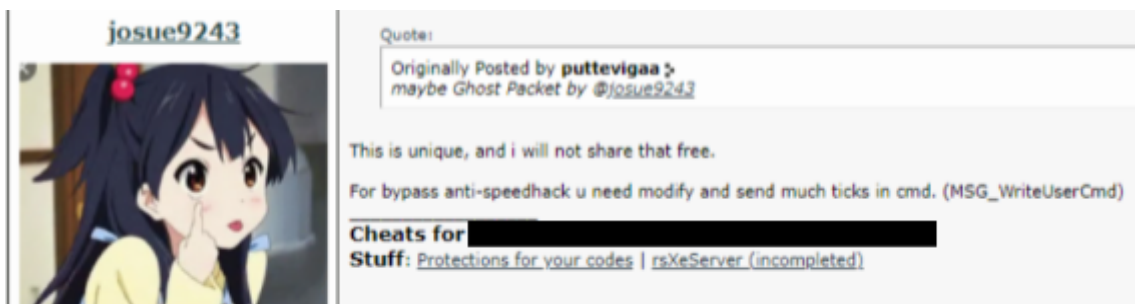 josue9243
Quote:
Originally Posted by puttevigaa
maybe Ghost Packet by @josue9243
This is unique, and i will not share that free.
For bypass anti-speedhack u need modify and send much ticks in cmd. (MSG_WriteUserCmd)
Cheats for
Stuff: Protections for your codes | rsXeServer (incompleted)